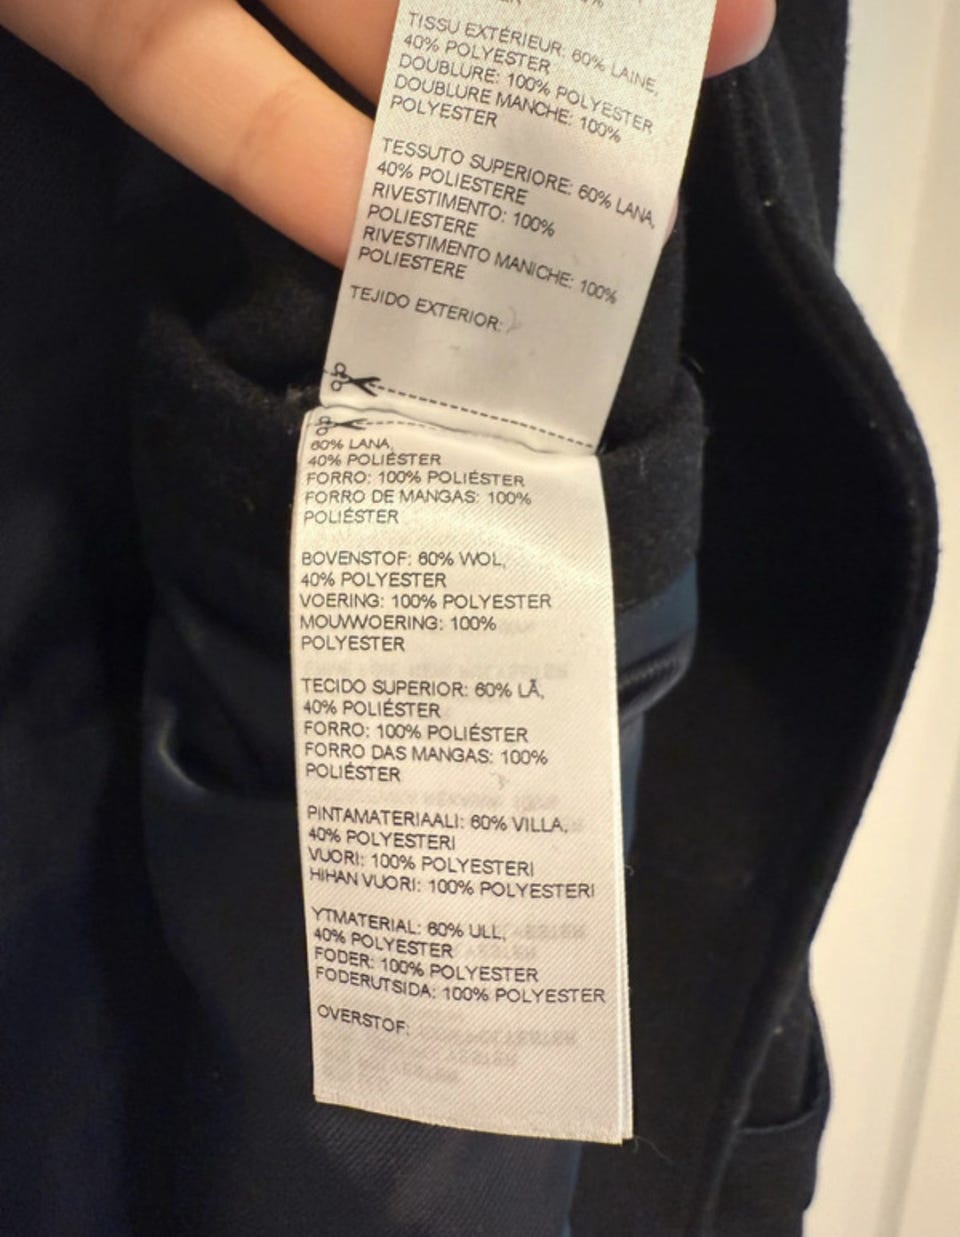 TISSU EXTÉRIEUR: 60% LAINE,
40% POLYESTER
DOUBLURE: 100% POLYESTER
DOUBLURE MANCHE: 100%
POLYESTER
TESSUTO SUPERIORE: 60% LANA,
40% POLIESTERE
RIVESTIMENTO: 100%
POLIESTERE
RIVESTIMENTO MANICHE: 100%
POLIESTERE
TEJIDO EXTERIOR:
60% LANA,
40% POLIÉSTER
FORRO: 100% POLIÉSTER
FORRO DE MANGAS: 100%
POLIÉSTER
BOVENSTOF: 60% WOL,
40% POLYESTER
VOERING: 100% POLYESTER
MOUWVOERING: 100%
POLYESTER
TECIDO SUPERIOR: 60% LÃ,
40% POLIÉSTER
FORRO: 100% POLIÉSTER
FORRO DAS MANGAS: 100%
POLIÉSTER
PINTAMATERIAALI: 60% VILLA,
40% POLYESTERI
VUORI: 100% POLYESTERI
HIHAN VUORI: 100% POLYESTERI
YTMATERIAL: 60% ULL,
40% POLYESTER
FODER: 100% POLYESTER
FODERUTSIDA: 100% POLYESTER
OVERSTOF: